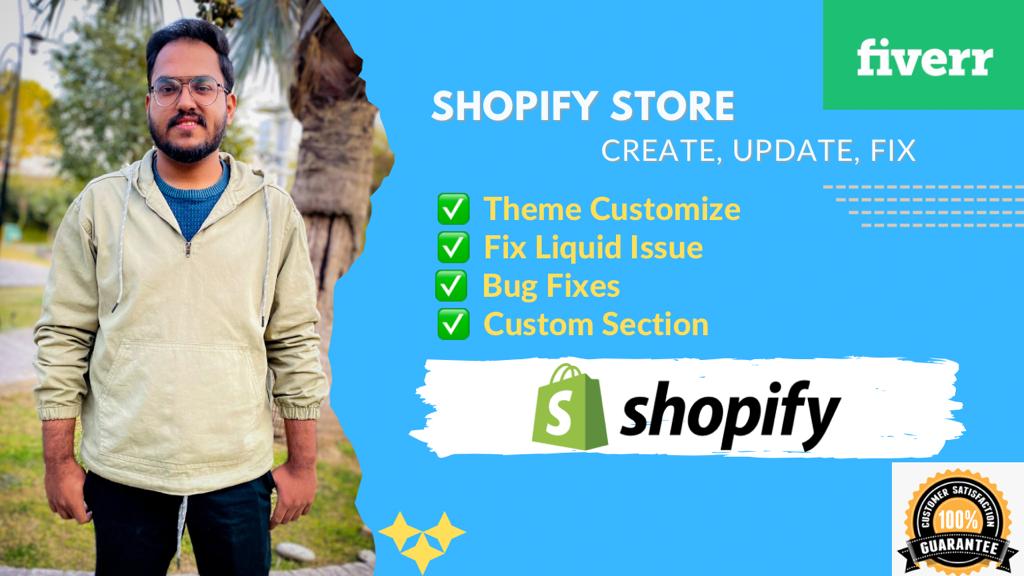 fiverr
SHOPIFY STORE
CREATE, UPDATE, FIX
Theme Customize
Fix Liquid Issue
Bug Fixes
Custom Section
S shopify
CUSTOMER SATISFACTION
100%
GUARANTEE